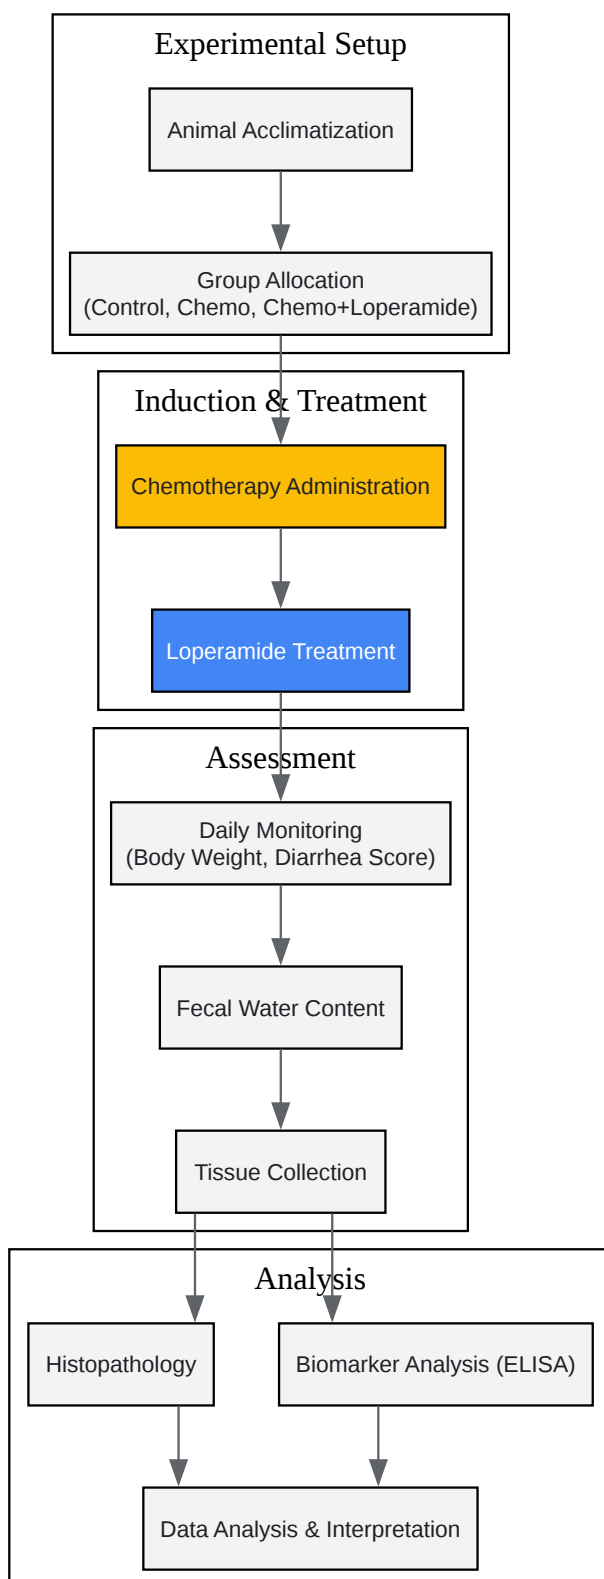 Experimental Setup
Animal Acclimatization
Group Allocation
(Control, Chemo, Chemo+Loperamide)
Induction & Treatment
Chemotherapy Administration
Loperamide Treatment
Assessment
Daily Monitoring
(Body Weight, Diarrhea Score)
Fecal Water Content
Tissue Collection
Analysis
Histopathology
Biomarker Analysis (ELISA)
Data Analysis & Interpretation